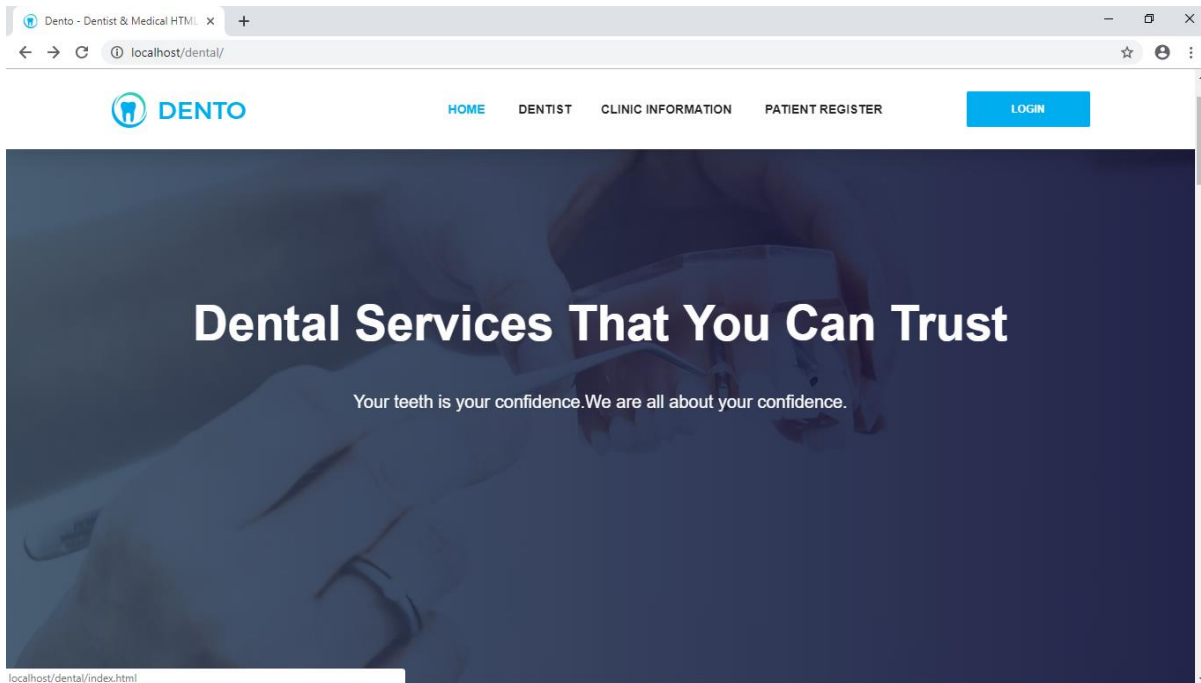 Dento - Dentist & Medical HTML
localhost/dental/
DENTO
HOME DENTIST CLINIC INFORMATION PATIENT REGISTER LOGIN
Dental Services That You Can Trust
Your teeth is your confidence.We are all about your confidence.
localhost/dental/index.html